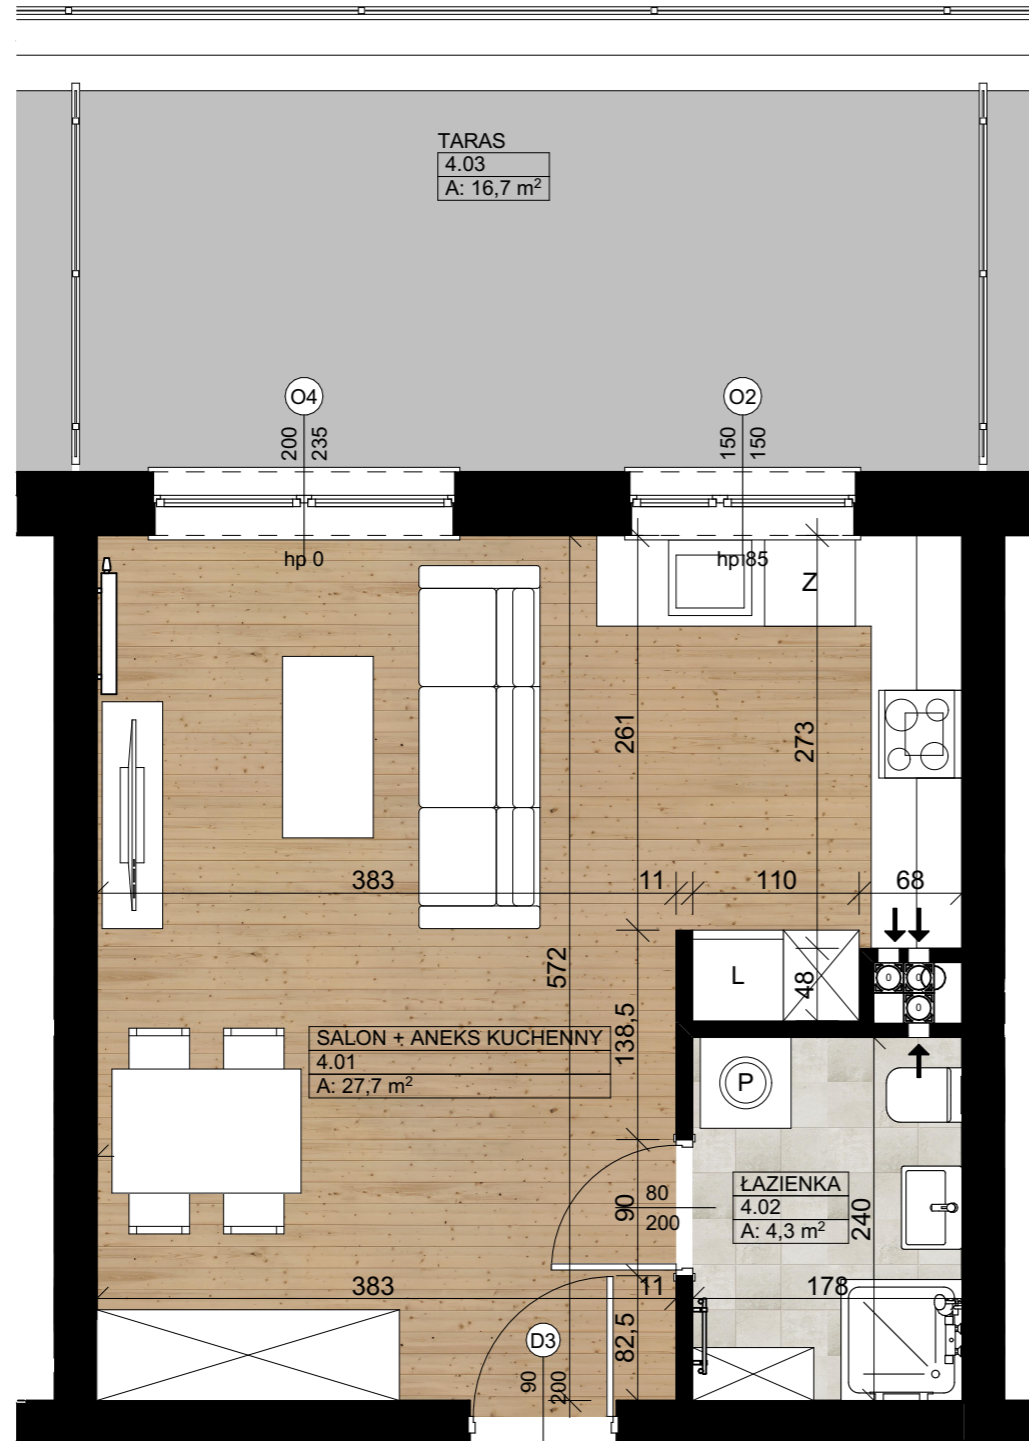 TARAS
4.03
A: 16,7 m²
O4
200
235
O2
150
150
hp 0
hp 85
Z
261
273
383
11
110
68
572
L
48
138,5
SALON + ANEKS KUCHENNY
4.01
A: 27,7 m²
P
90
80
200
ŁAZIENKA
4.02
A: 4,3 m²
240
383
11
178
82,5
D3
90
200